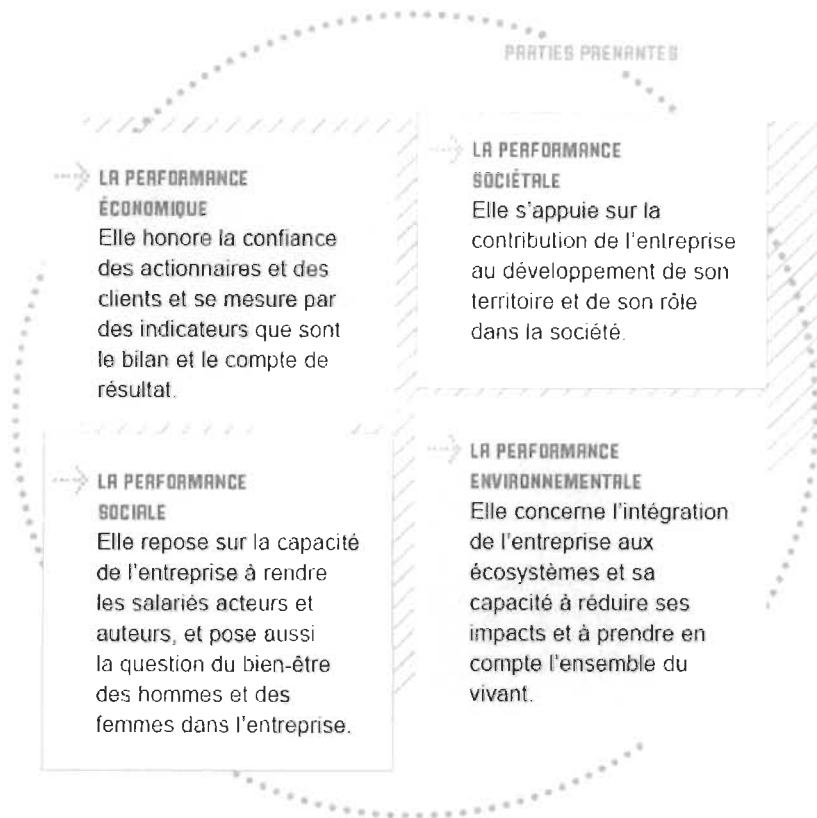 PARTIES PRENANTES
LA PERFORMANCE
ÉCONOMIQUE
Elle honore la confiance
des actionnaires et des
clients et se mesure par
des indicateurs que sont
le bilan et le compte de
résultat.
LA PERFORMANCE
SOCIÉTALE
Elle s'appuie sur la
contribution de l'entreprise
au développement de son
territoire et de son rôle
dans la société.
LA PERFORMANCE
SOCIALE
Elle repose sur la capacité
de l'entreprise à rendre
les salariés acteurs et
auteurs, et pose aussi
la question du bien-être
des hommes et des
femmes dans l'entreprise.
LA PERFORMANCE
ENVIRONNEMENTALE
Elle concerne l'intégration
de l'entreprise aux
écosystèmes et sa
capacité à réduire ses
impacts et à prendre en
compte l'ensemble du
vivant.